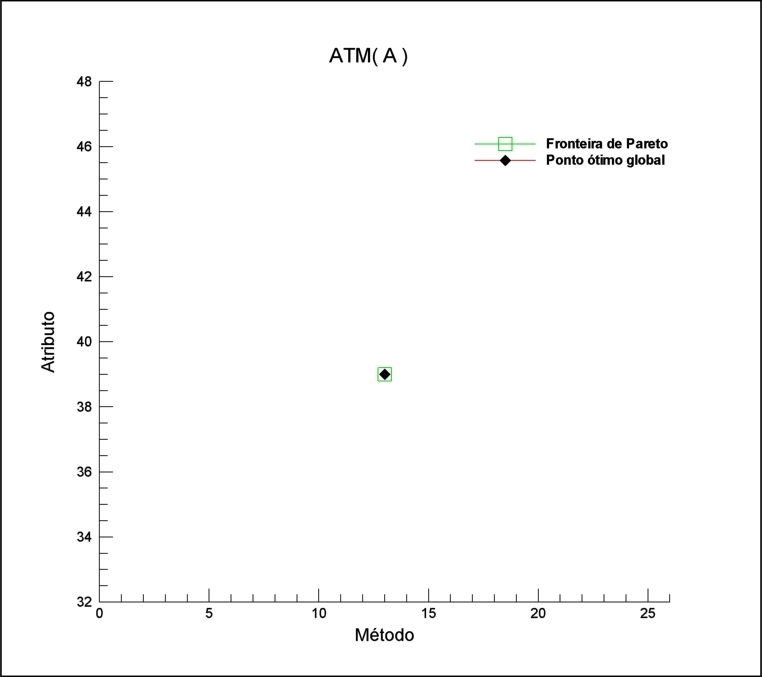 ATM( A )
48
46
44
42
40
38
36
34
32
Atributo
Fronteira de Pareto
Ponto ótimo global
0 5 10 15 20 25
Método